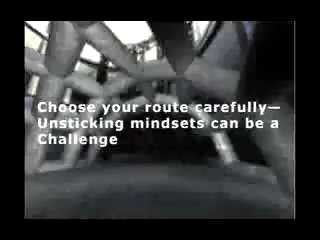 Choose your route carefully—
Unsticking mindsets can be a
Challenge